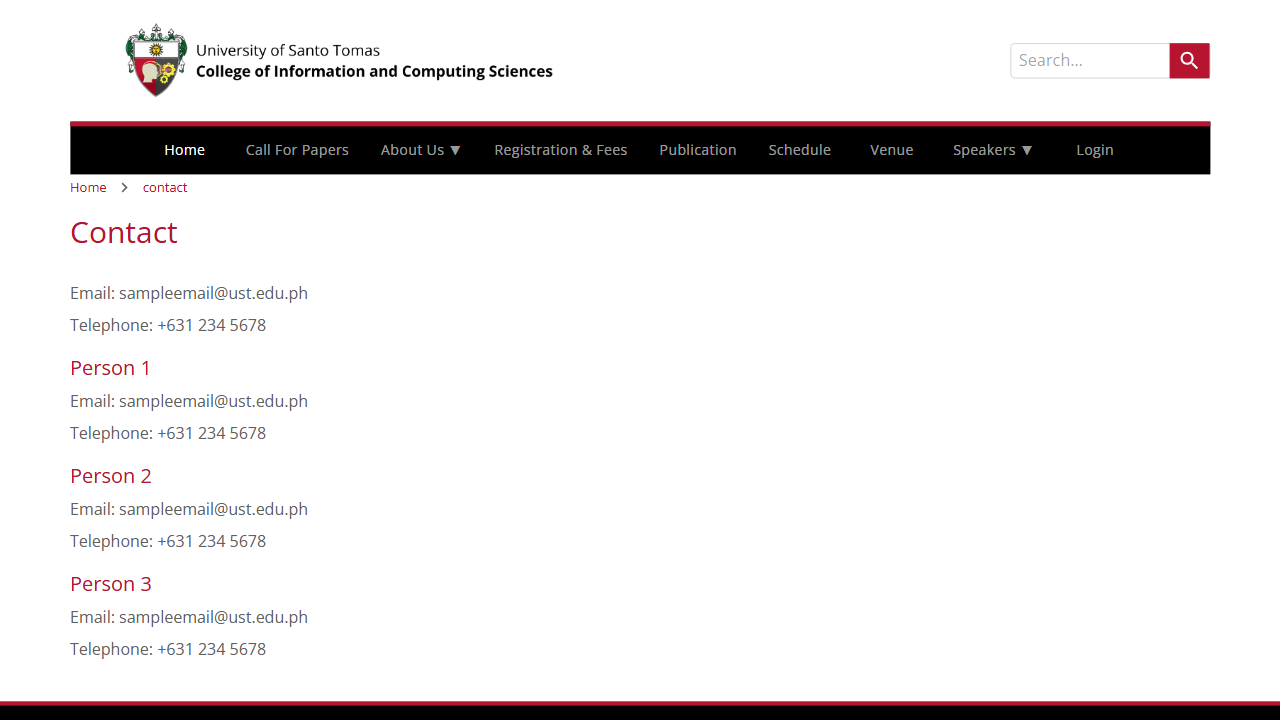 University of Santo Tomas
College of Information and Computing Sciences
Search...
Home Call For Papers About Us ▼ Registration & Fees Publication Schedule Venue Speakers ▼ Login
Home > contact
Contact
Email: sampleemail@ust.edu.ph
Telephone: +631 234 5678
Person 1
Email: sampleemail@ust.edu.ph
Telephone: +631 234 5678
Person 2
Email: sampleemail@ust.edu.ph
Telephone: +631 234 5678
Person 3
Email: sampleemail@ust.edu.ph
Telephone: +631 234 5678